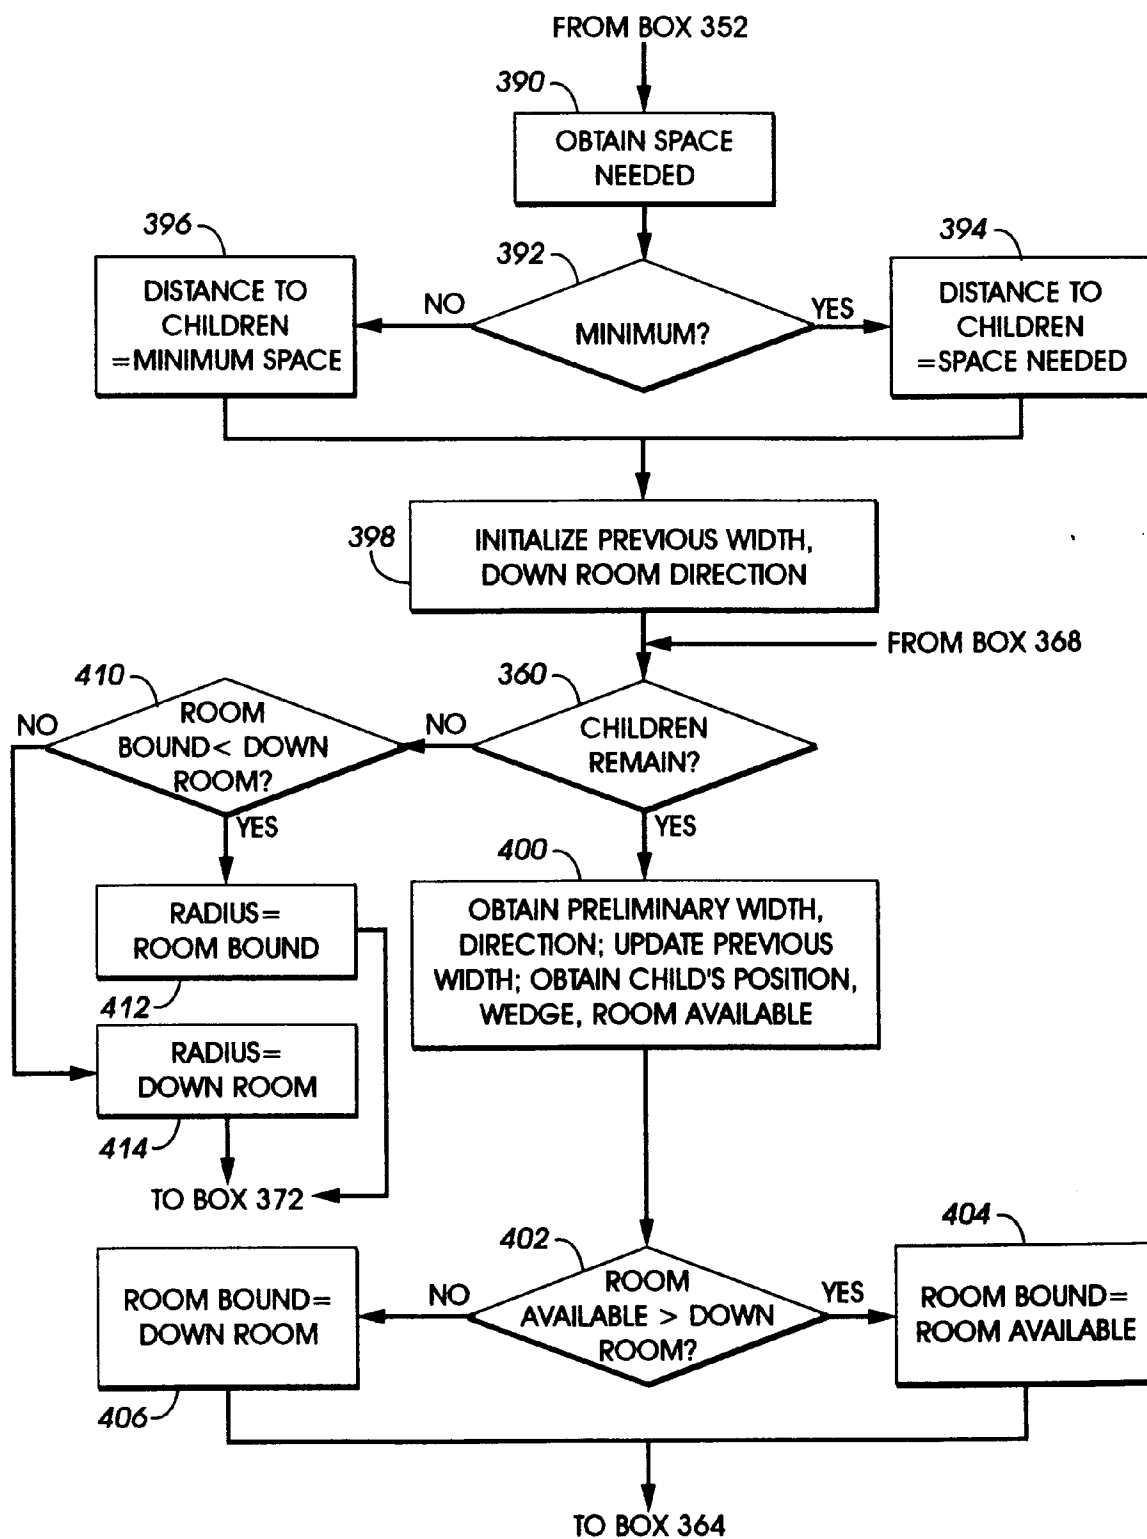 FROM BOX 352
390
OBTAIN SPACE
NEEDED
396
392
394
DISTANCE TO
CHILDREN
=MINIMUM SPACE
NO
MINIMUM?
YES
DISTANCE TO
CHILDREN
=SPACE NEEDED
398
INITIALIZE PREVIOUS WIDTH,
DOWN ROOM DIRECTION
FROM BOX 368
410
360
NO
ROOM
BOUND< DOWN
ROOM?
NO
CHILDREN
REMAIN?
YES
YES
400
RADIUS=
ROOM BOUND
412
OBTAIN PRELIMINARY WIDTH,
DIRECTION; UPDATE PREVIOUS
WIDTH; OBTAIN CHILD'S POSITION,
WEDGE, ROOM AVAILABLE
RADIUS=
DOWN ROOM
414
TO BOX 372
402
404
ROOM BOUND=
DOWN ROOM
406
NO
ROOM
AVAILABLE > DOWN
ROOM?
YES
ROOM BOUND=
ROOM AVAILABLE
TO BOX 364